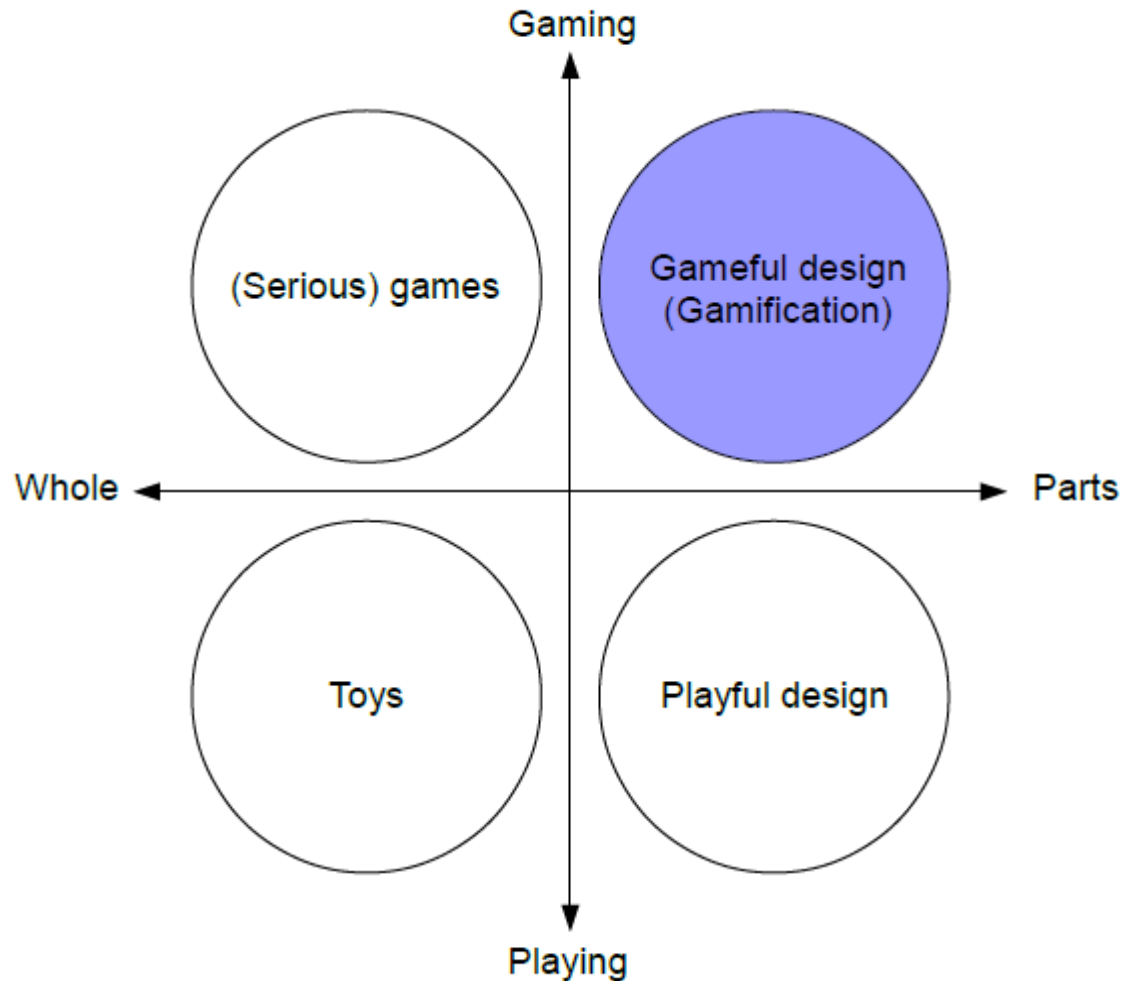 Gaming
(Serious) games
Gameful design
(Gamification)
Whole
Parts
Toys
Playful design
Playing